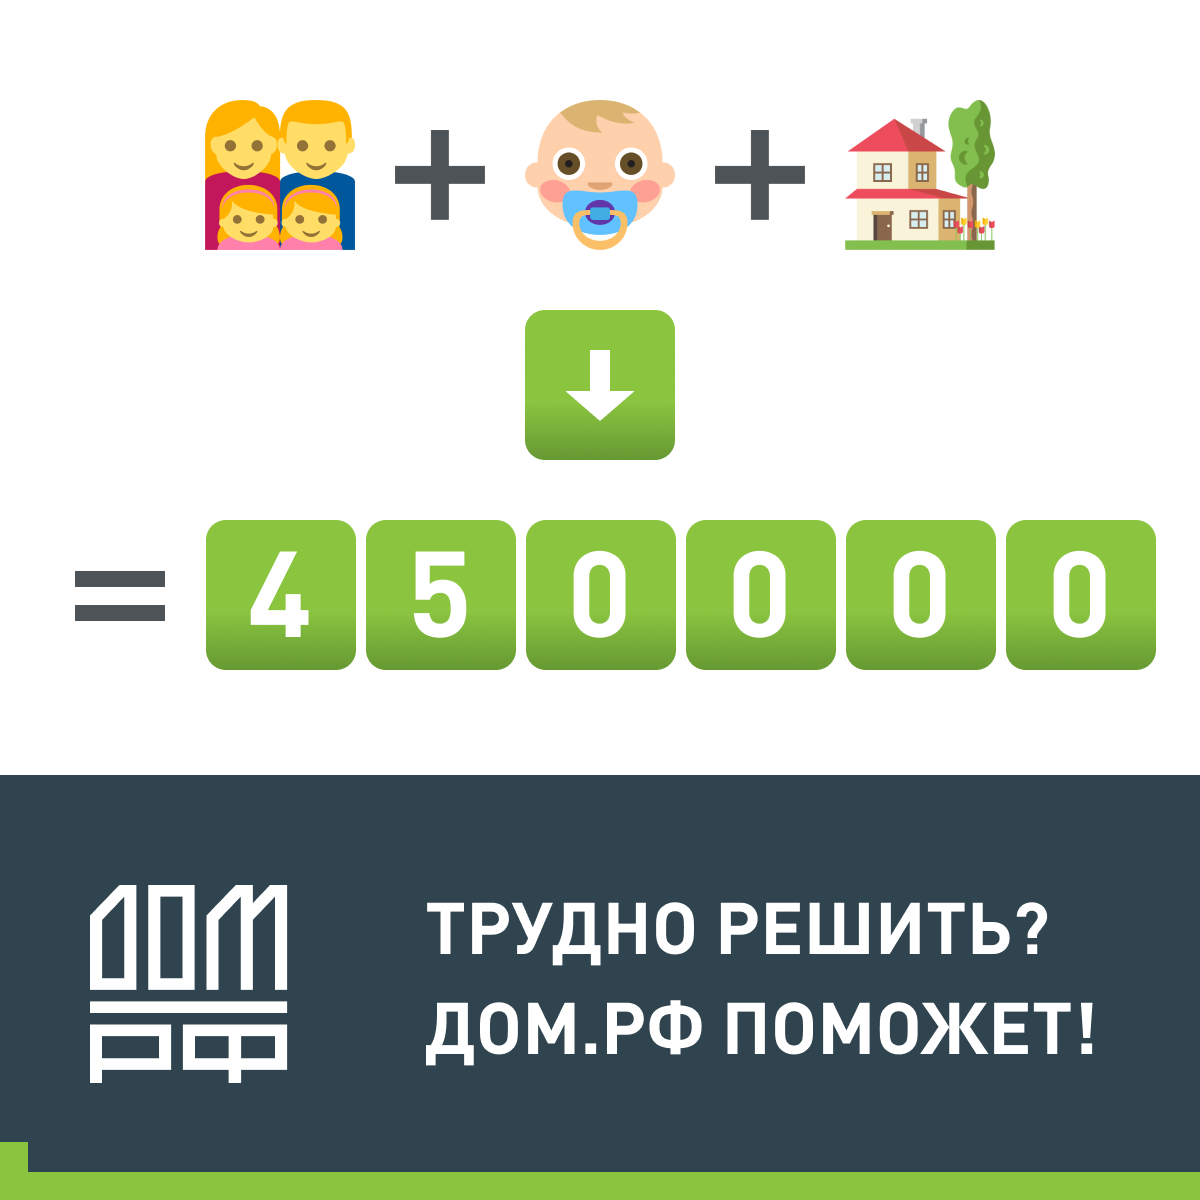 + +
= 450000
ДОМ
РФ
ТРУДНО РЕШИТЬ?
ДОМ.РФ ПОМОЖЕТ!